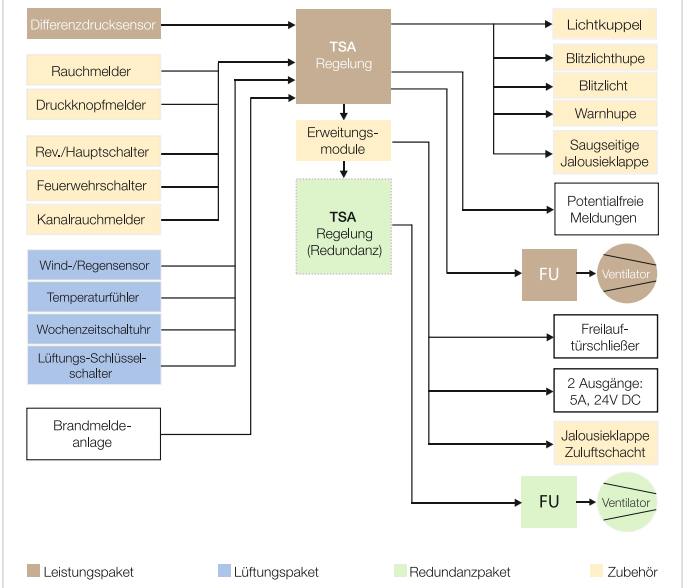 Differenzdrucksensor
Rauchmelder
Druckknopfmelder
Rev./Hauptschalter
Feuerwehrschalter
Kanalrauchmelder
Wind-/Regensensor
Temperaturfühler
Wochenzeitschaltuhr
Lüftungs-Schlüssel-
schalter
Brandmelde-
anlage
TSA
Regelung
Erweitungs-
module
TSA
Regelung
(Redundanz)
Lichtkuppel
Blitzlichthupe
Blitzlicht
Warnhupe
Saugseitige
Jalousieklappe
Potentialfreie
Meldungen
FU
Ventilator
Freilauf-
türschließer
2 Ausgänge:
5A, 24V DC
Jalousieklappe
Zuluftschacht
FU
Ventilator
Leistungspaket
Lüftungspaket
Redundanzpaket
Zubehör